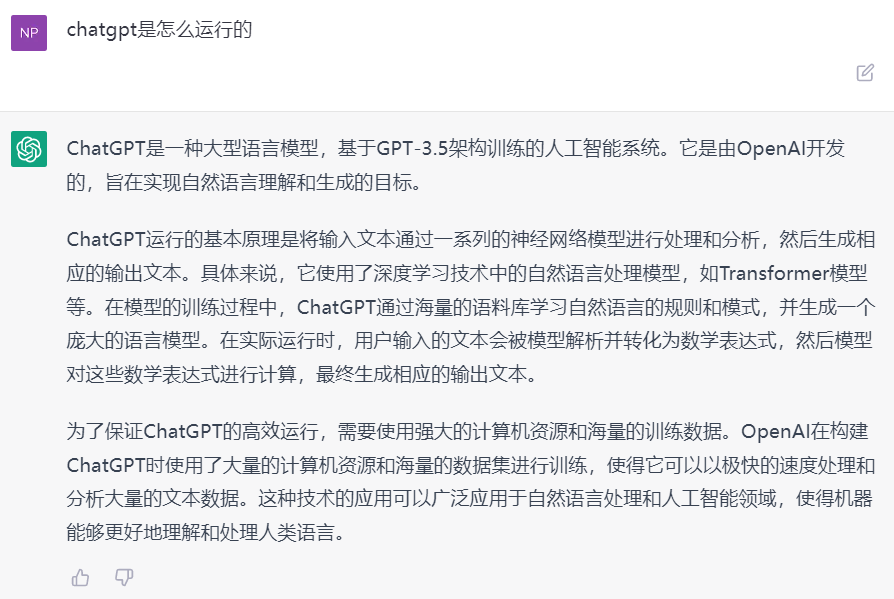 NP
chatgpt是怎么运行的
ChatGPT是一种大型语言模型，基于GPT-3.5架构训练的人工智能系统。它是由OpenAI开发
的，旨在实现自然语言理解和生成的目标。
ChatGPT运行的基本原理是将输入文本通过一系列的神经网络模型进行处理和分析，然后生成相
应的输出文本。具体来说，它使用了深度学习技术中的自然语言处理模型，如Transformer模型
等。在模型的训练过程中，ChatGPT通过海量的语料库学习自然语言的规则和模式，并生成一个
庞大的语言模型。在实际运行时，用户输入的文本会被模型解析并转化为数学表达式，然后模型
对这些数学表达式进行计算，最终生成相应的输出文本。
为了保证ChatGPT的高效运行，需要使用强大的计算机资源和海量的训练数据。OpenAI在构建
ChatGPT时使用了大量的计算机资源和海量的数据集进行训练，使得它可以以极快的速度处理和
分析大量的文本数据。这种技术的应用可以广泛应用于自然语言处理和人工智能领域，使得机器
能够更好地理解和处理人类语言。